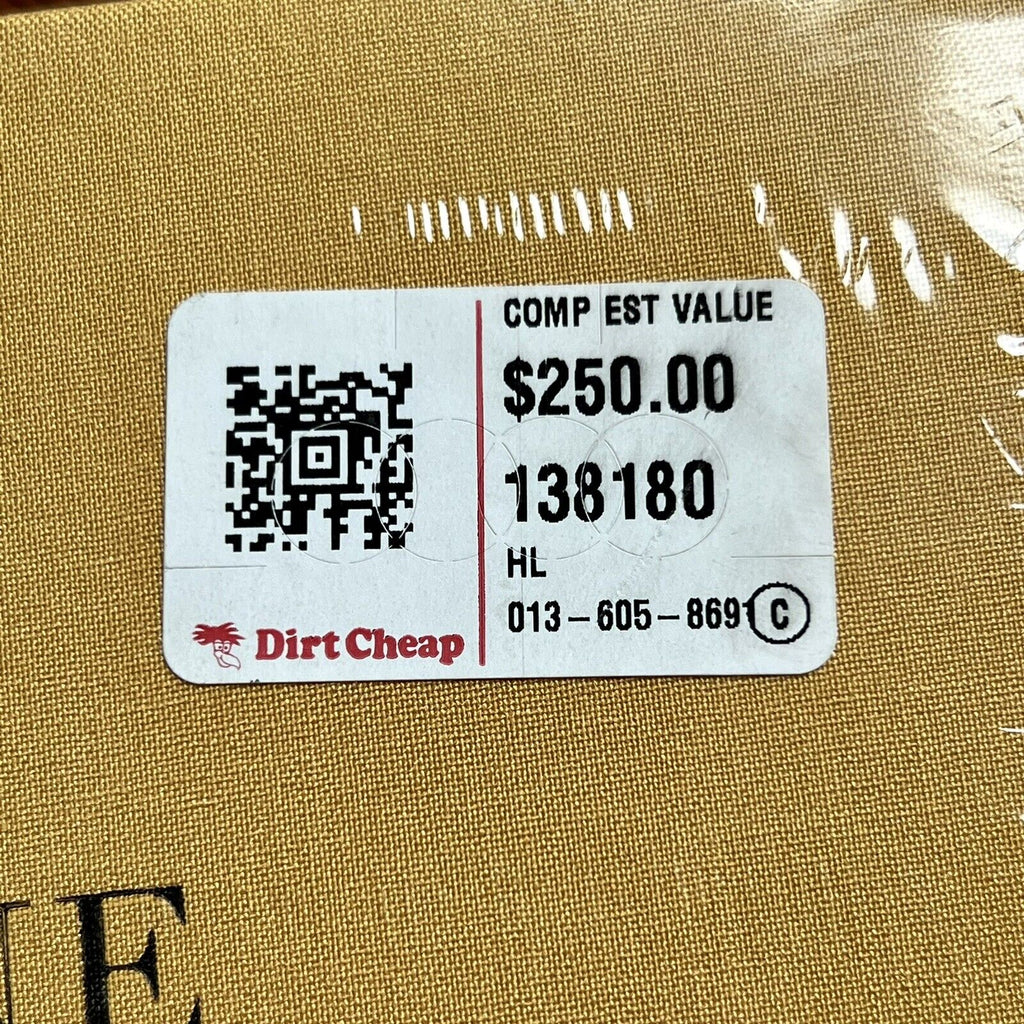 COMP EST VALUE
$250.00
138180
HL
013-605-8691 C
Dirt Cheap